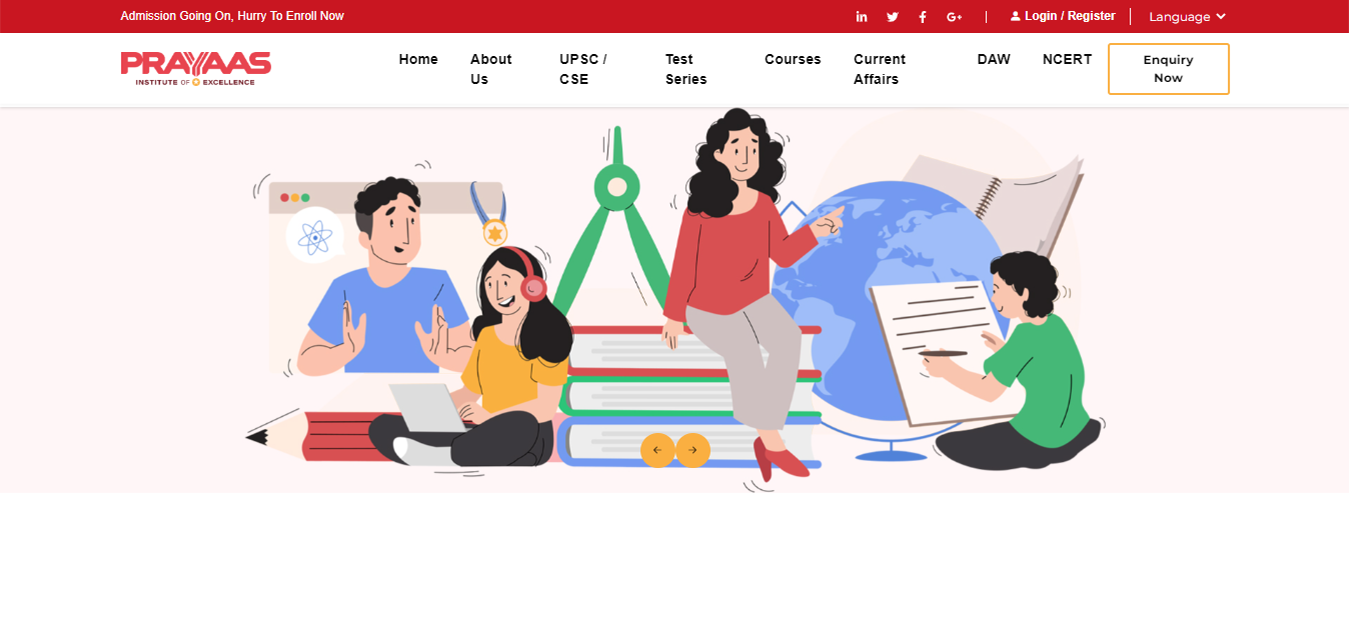 Admission Going On, Hurry To Enroll Now
Login / Register
Language
PRAYAAS
INSTITUTE OF EXCELLENCE
Home
About
Us
UPSC /
CSE
Test
Series
Courses
Current
Affairs
DAW
NCERT
Enquiry
Now